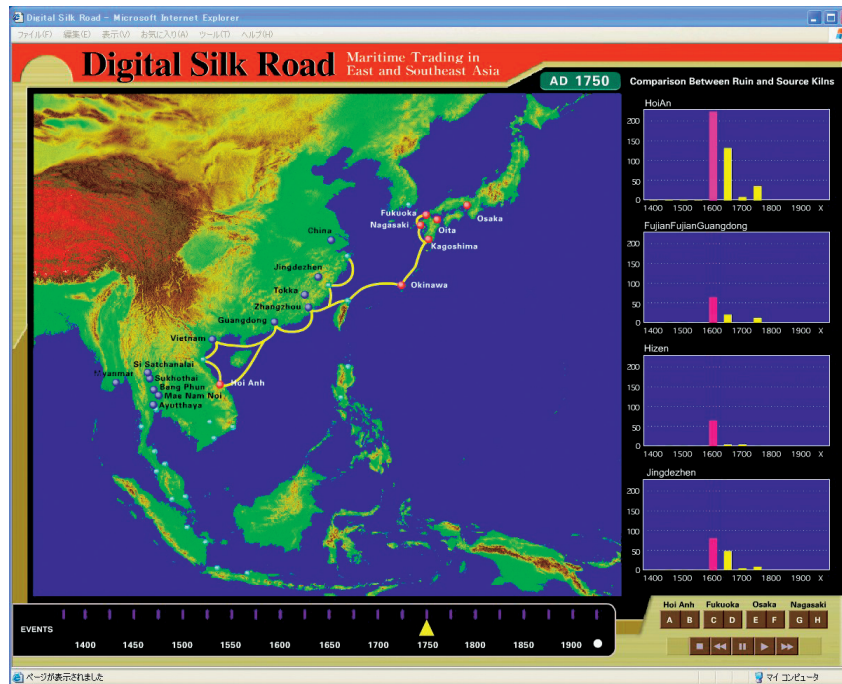 Digital Silk Road - Microsoft Internet Explorer
ファイル(F) 編集(E) 表示(V) お気に入り(A) ツール(T) ヘルプ(H)
Digital Silk Road
Maritime Trading in
East and Southeast Asia
AD 1750
Comparison Between Ruin and Source Kilns
HoiAn
200
150
100
50
0
1400 1500 1600 1700 1800 1900 X
FujianFujianGuangdong
200
150
100
50
0
1400 1500 1600 1700 1800 1900 X
Hizen
200
150
100
50
0
1400 1500 1600 1700 1800 1900 X
Jingdezhen
200
150
100
50
0
1400 1500 1600 1700 1800 1900 X
Fukuoka
Nagasaki
Oita
Osaka
Kagoshima
China
Jingdezhen
Okinawa
Tokka
Zhangzhou
Guangdong
Vietnam
Si Satchanalai
Myanmar
Sukhothai
Hoi Anh
Bang Phun
Mae Nam Noi
Ayutthaya
EVENTS
1400 1450 1500 1550 1600 1650 1700 1750 1800 1850 1900
Hoi Anh Fukuoka Osaka Nagasaki
A B C D E F G H
ページが表示されました
マイ コンピュータ